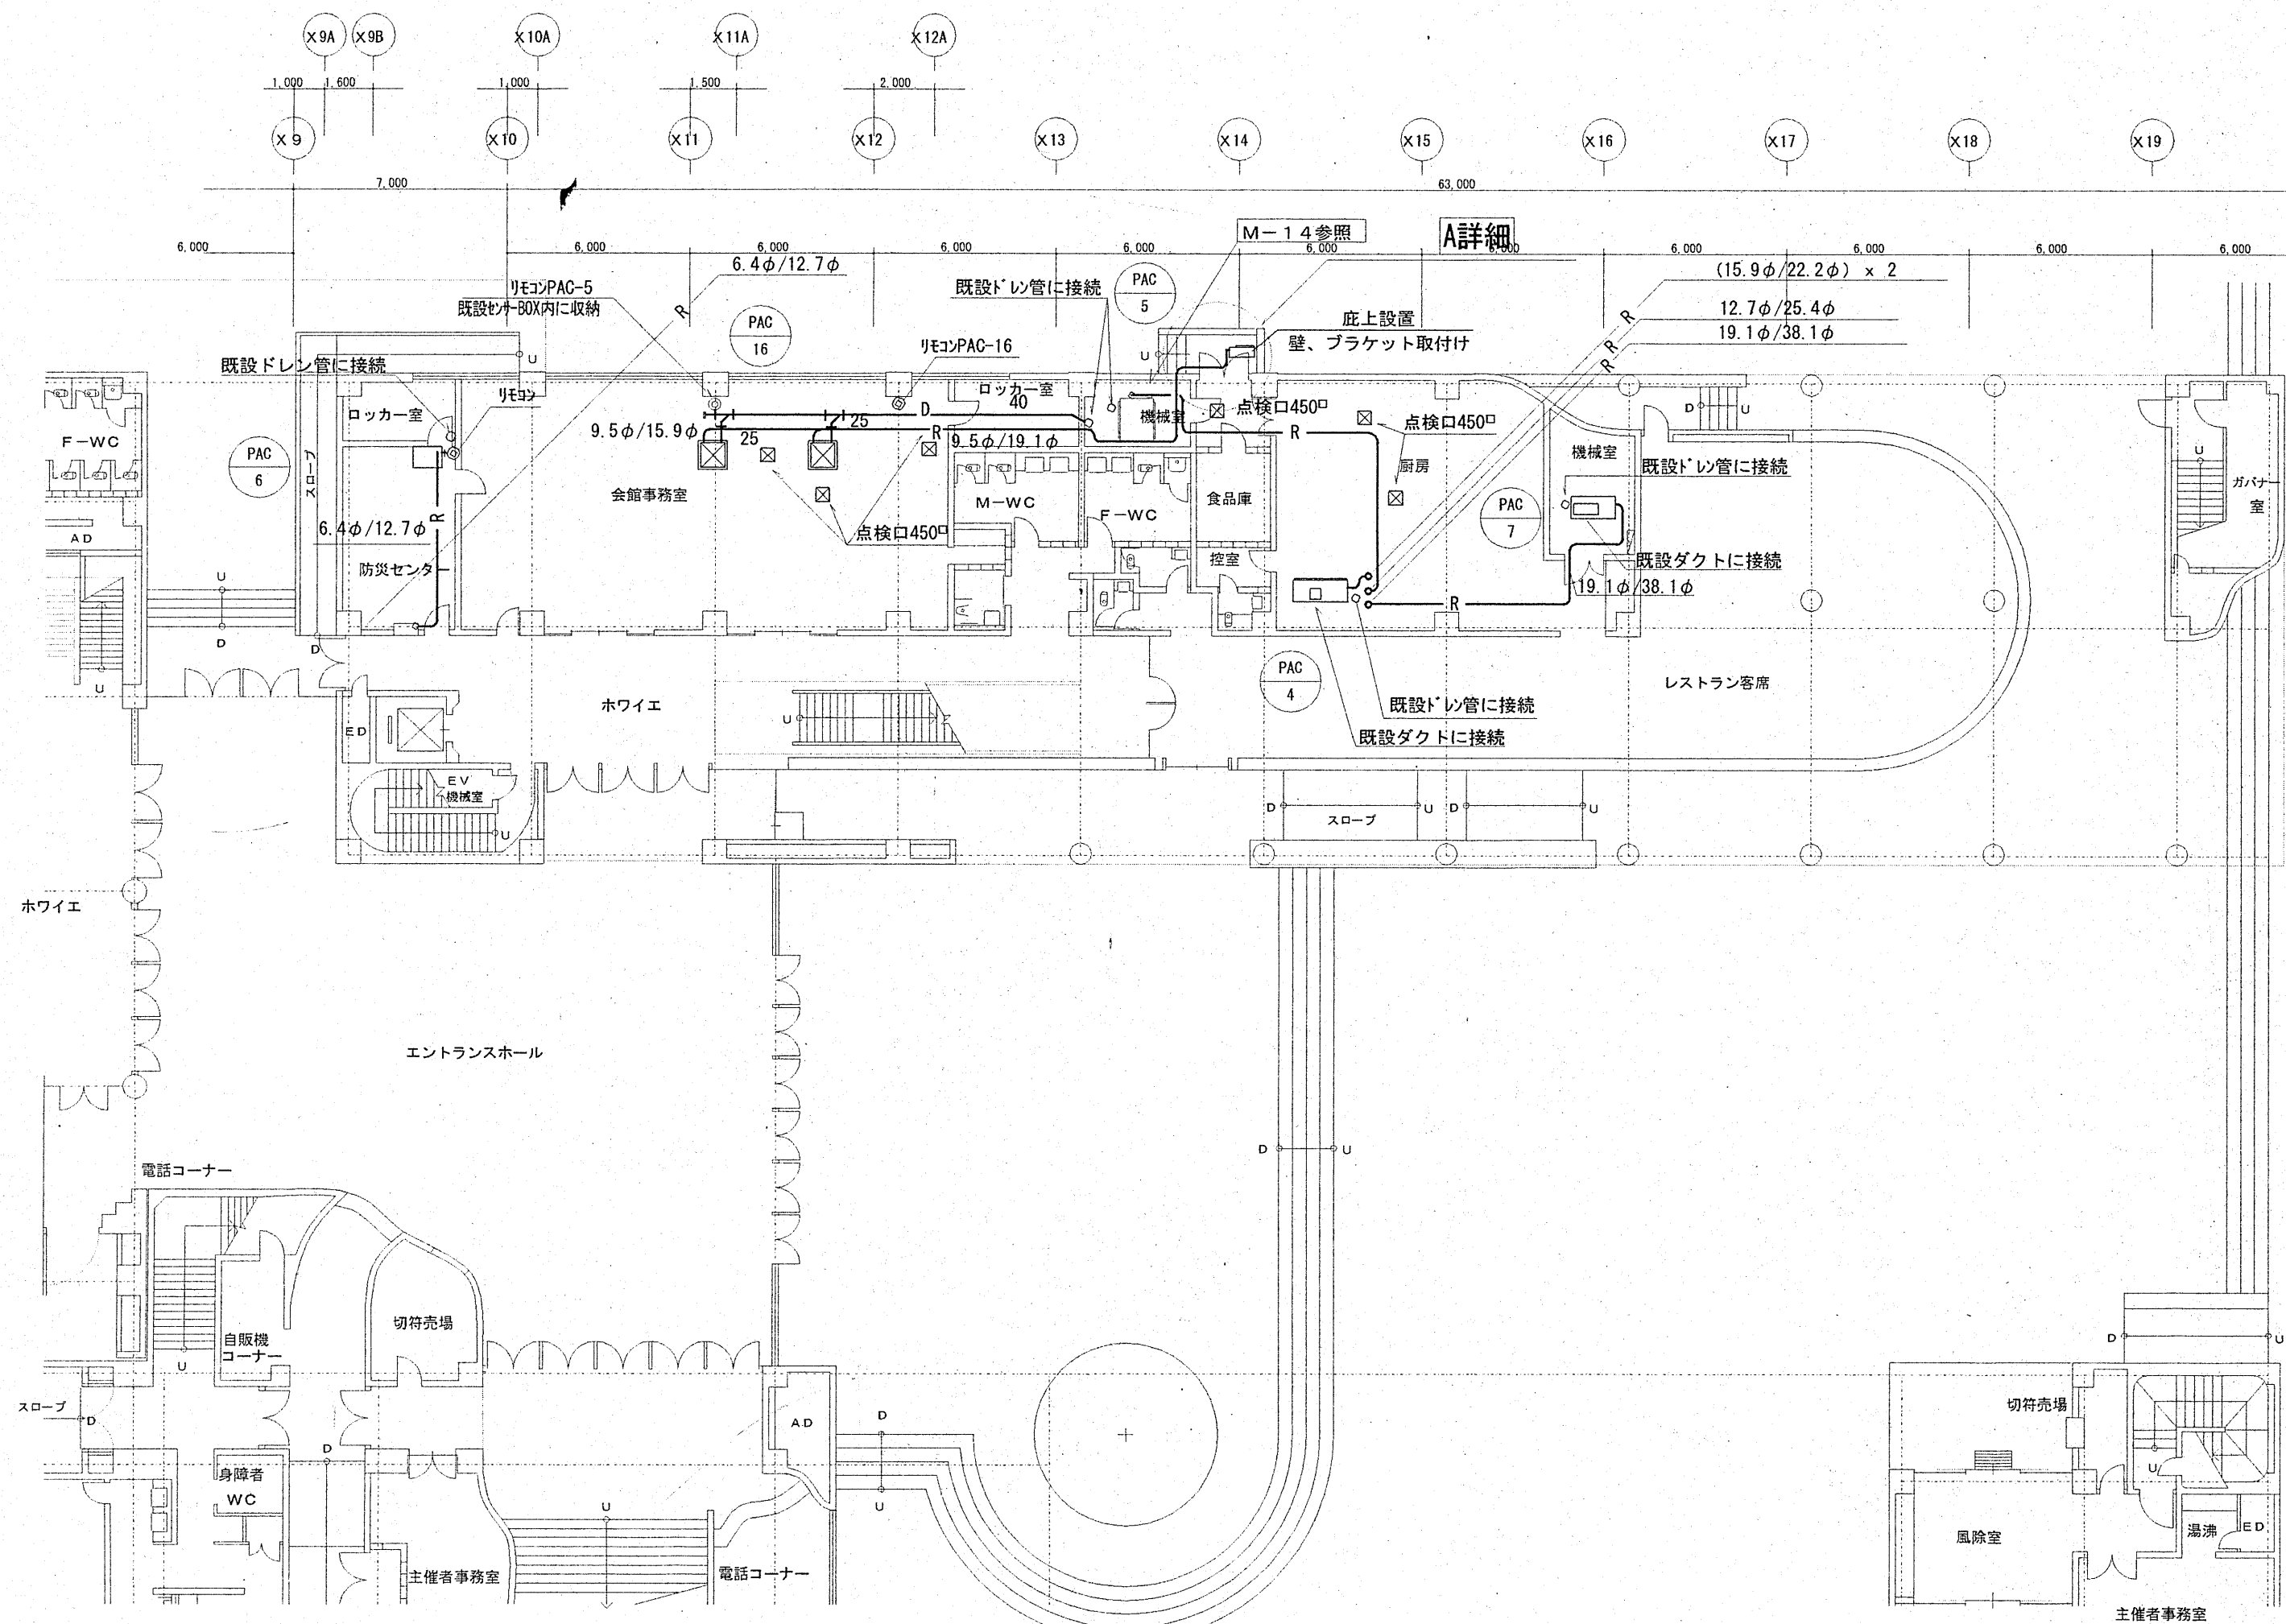 X9A X9B X10A X11A X12A
1,000 1,600 1,000 1,500 2,000
X9 X10 X11 X12 X13 X14 X15 X16 X17 X18 X19
7,000 63,000
M-14参照 A詳細
6,000 6,000 6,000 6,000 6,000 6,000 6,000 6,000 6,000 6,000
6.4φ/12.7φ
(15.9φ/22.2φ) x 2
PAC 5
リモコンPAC-5
既設センサーBOX内に収納
既設ドレン管に接続
12.7φ/25.4φ
R
R
庇上設置
PAC 16
19.1φ/38.1φ
壁、ブラケット取付け
R R
リモコンPAC-16
U
U
既設ドレン管に接続
リモコン
ロッカー室
40
ロッカー室
D
25
機械室
点検口450□
点検口450□
D U
F-WC
9.5φ/15.9φ
25
R
9.5φ/19.1φ
R
機械室
U
PAC 6
スロープ
厨房
既設ドレン管に接続
ガバナー
室
会館事務室
M-WC
F-WC
食品庫
PAC 7
R
6.4φ/12.7φ
点検口450□
AD
控室
既設ダクトに接続
防災センター
U
19.1φ/38.1φ
R
D
D
PAC 4
U
レストラン客席
ホワイエ
既設ドレン管に接続
U
ED
既設ダクトに接続
EV
機械室
U
D U D U
スロープ
ホワイエ
エントランスホール
D U
電話コーナー
切符売場
自販機
コーナー
U
D U
スロープ
D
AD
D
切符売場
D
身障者
WC
U
U
U
風除室
湯沸
ED
主催者事務室
電話コーナー
主催者事務室